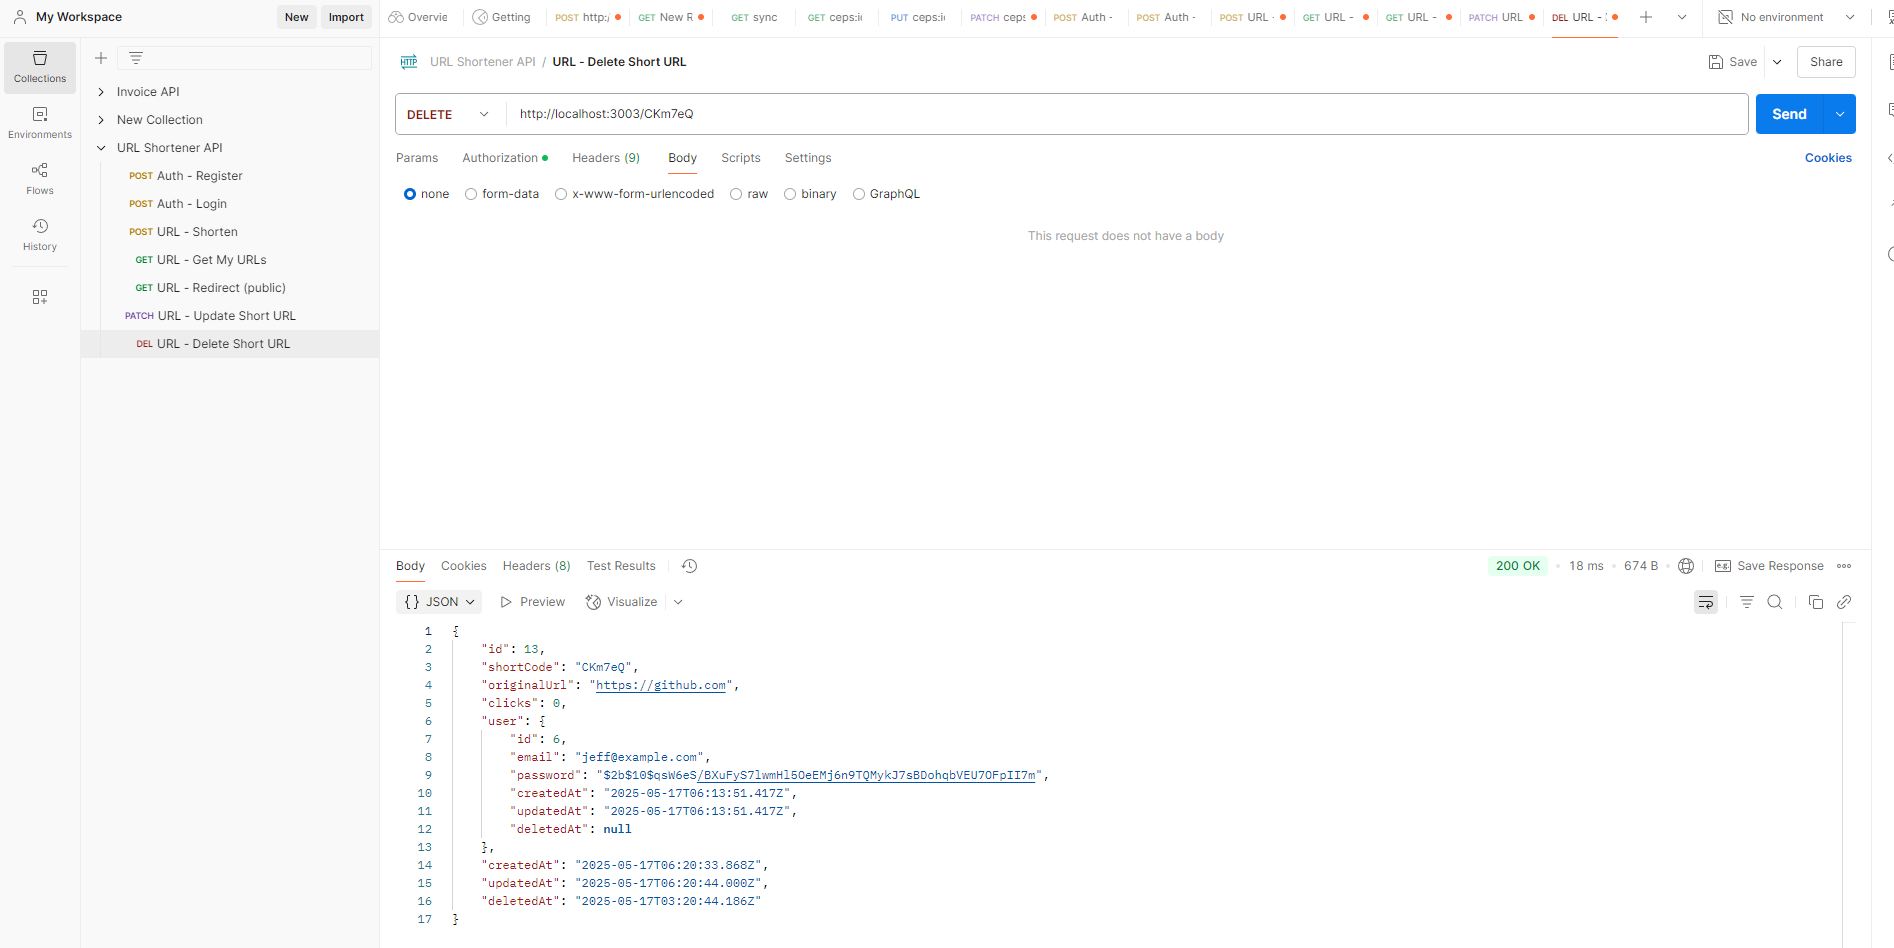 My Workspace
New
Import
Overvie
Getting
POST http:/
GET New R
GET sync
GET ceps:ic
PUT ceps:ic
PATCH ceps
POST Auth -
POST Auth -
POST URL -
GET URL -
GET URL -
PATCH URL
DEL URL -
No environment
Collections
Environments
Flows
History
Invoice API
New Collection
URL Shortener API
POST Auth - Register
POST Auth - Login
POST URL - Shorten
GET URL - Get My URLs
GET URL - Redirect (public)
PATCH URL - Update Short URL
DEL URL - Delete Short URL
HTTP URL Shortener API / URL - Delete Short URL
Save
Share
DELETE
http://localhost:3003/CKm7eQ
Send
Params
Authorization
Headers (9)
Body
Scripts
Settings
Cookies
none
form-data
x-www-form-urlencoded
raw
binary
GraphQL
This request does not have a body
Body
Cookies
Headers (8)
Test Results
200 OK
18 ms
674 B
e.g. Save Response
{} JSON
Preview
Visualize
1 {
2 "id": 13,
3 "shortCode": "CKm7eQ",
4 "originalUrl": "https://github.com",
5 "clicks": 0,
6 "user": {
7 "id": 6,
8 "email": "jeff@example.com",
9 "password": "$2b$10$qsW6eS/BXuFyS7lwmHl5OeEMj6n9TQMykJ7sBDohqbVEU7OFpII7m",
10 "createdAt": "2025-05-17T06:13:51.417Z",
11 "updatedAt": "2025-05-17T06:13:51.417Z",
12 "deletedAt": null
13 },
14 "createdAt": "2025-05-17T06:20:33.868Z",
15 "updatedAt": "2025-05-17T06:20:44.000Z",
16 "deletedAt": "2025-05-17T03:20:44.186Z"
17 }